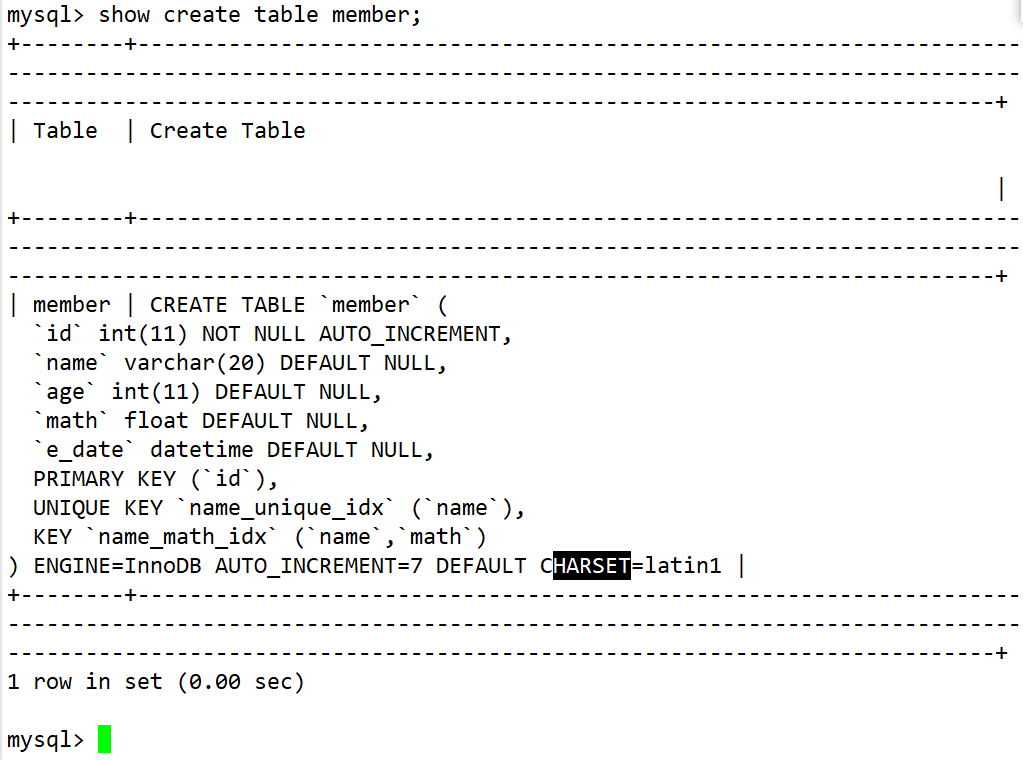 mysql> show create table member;
+--------+------------------------------------------------------------------------------------------------------------------------------------------------------------------------------------------------------------------------------------+
| Table  | Create Table
|
+--------+------------------------------------------------------------------------------------------------------------------------------------------------------------------------------------------------------------------------------------+
| member | CREATE TABLE `member` (
  `id` int(11) NOT NULL AUTO_INCREMENT,
  `name` varchar(20) DEFAULT NULL,
  `age` int(11) DEFAULT NULL,
  `math` float DEFAULT NULL,
  `e_date` datetime DEFAULT NULL,
  PRIMARY KEY (`id`),
  UNIQUE KEY `name_unique_idx` (`name`),
  KEY `name_math_idx` (`name`,`math`)
) ENGINE=InnoDB AUTO_INCREMENT=7 DEFAULT CHARSET=latin1 |
+--------+------------------------------------------------------------------------------------------------------------------------------------------------------------------------------------------------------------------------------------+
1 row in set (0.00 sec)
mysql>